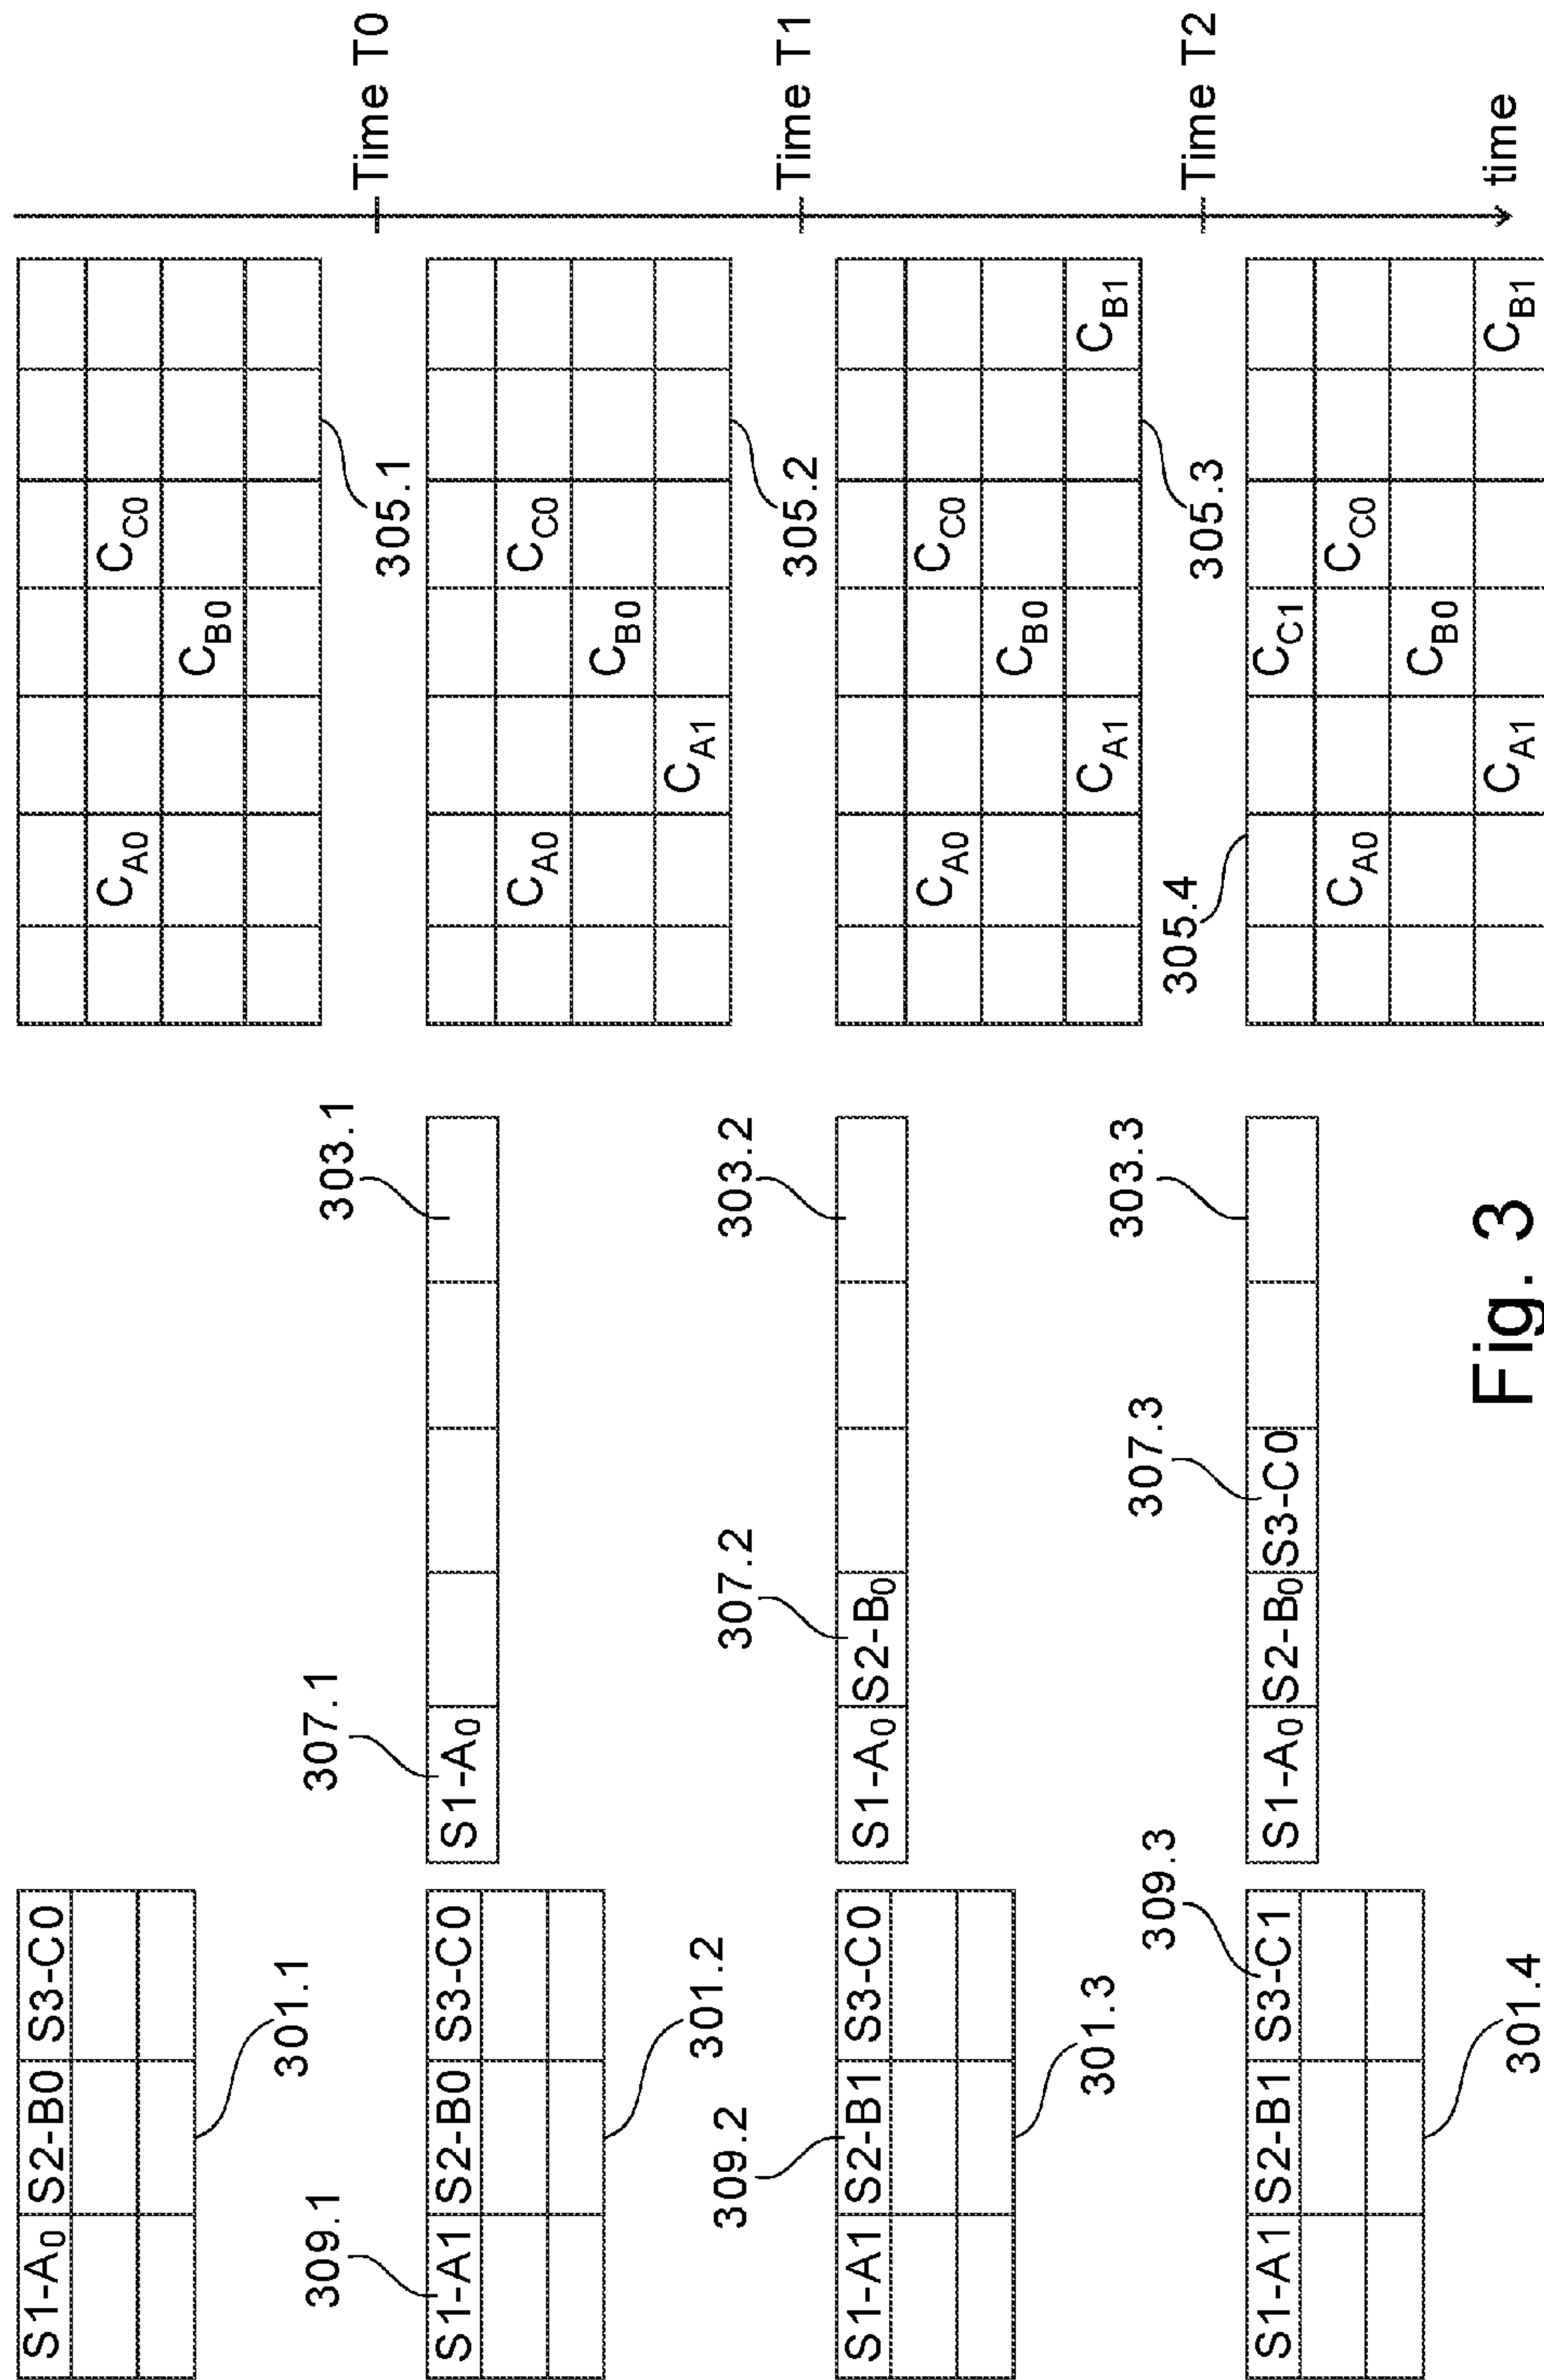 S1-A₀ S2-B0 S3-C0
C_A0 C_C0
C_B0
301.1
309.1 307.1 303.1
Time T0
305.1
S1-A1 S2-B0 S3-C0 S1-A₀
C_A0 C_C0
C_B0
C_A1
301.2
309.2 307.2 303.2
305.2 Time T1
S1-A1 S2-B1 S3-C0 S1-A₀ S2-B₀
C_A0 C_C0
C_B0
C_A1 C_B1
301.3
309.3 307.3 303.3
305.4 305.3 Time T2
S1-A1 S2-B1 S3-C1 S1-A₀ S2-B₀ S3-C0 C_C1
C_A0 C_C0
C_B0
C_A1 C_B1 time
301.4
Fig. 3